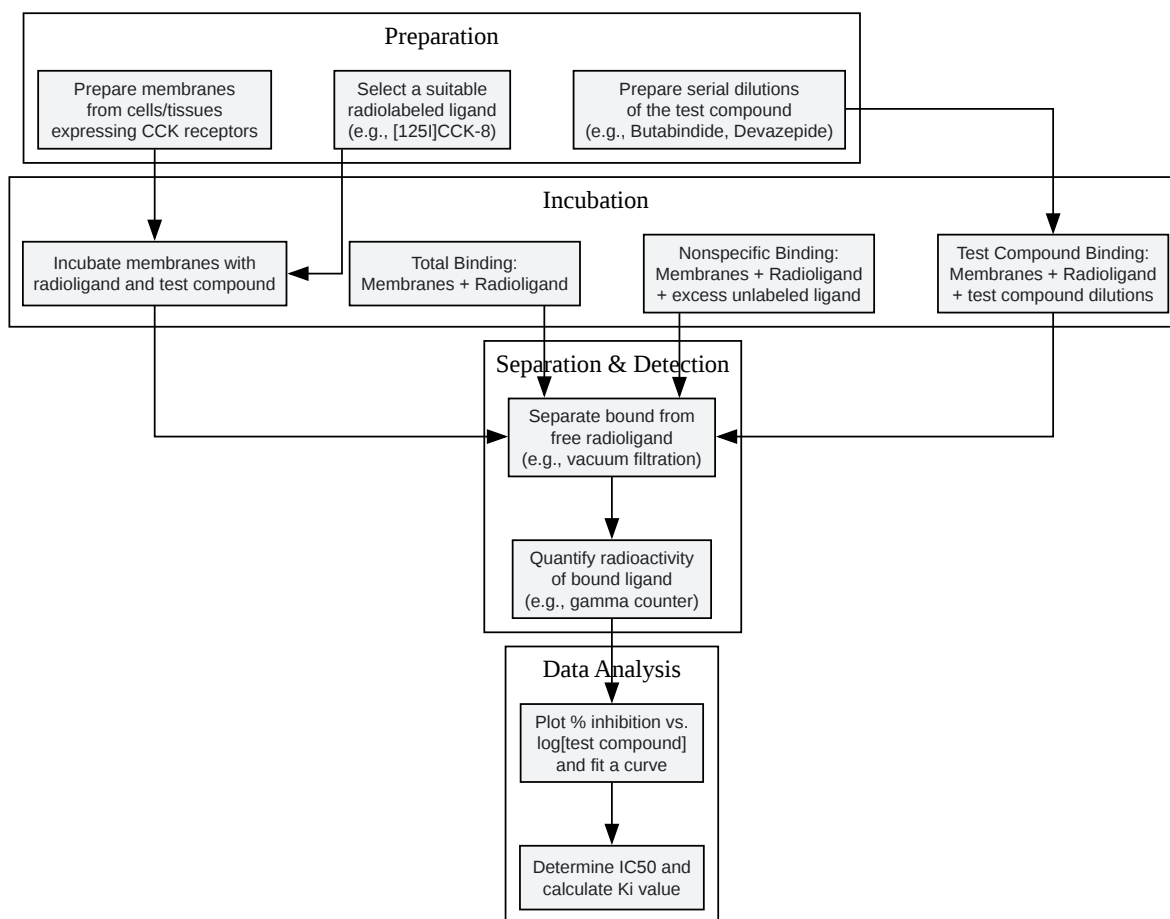 Preparation
Prepare membranes
from cells/tissues
expressing CCK receptors
Select a suitable
radiolabeled ligand
(e.g., [125I]CCK-8)
Prepare serial dilutions
of the test compound
(e.g., Butabindide, Devazepide)
Incubation
Incubate membranes with
radioligand and test compound
Total Binding:
Membranes + Radioligand
Nonspecific Binding:
Membranes + Radioligand
+ excess unlabeled ligand
Test Compound Binding:
Membranes + Radioligand
+ test compound dilutions
Separation & Detection
Separate bound from
free radioligand
(e.g., vacuum filtration)
Quantify radioactivity
of bound ligand
(e.g., gamma counter)
Data Analysis
Plot % inhibition vs.
log[test compound]
and fit a curve
Determine IC50 and
calculate Ki value